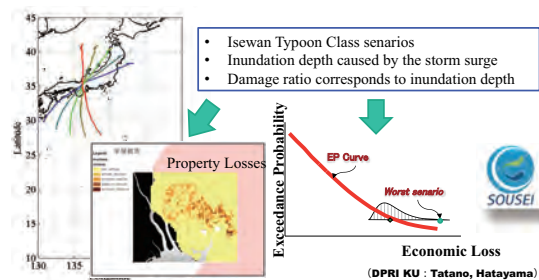 • Isewan Typoon Class senarios
• Inundation depth caused by the storm surge
• Damage ratio corresponds to inundation depth
45
40
35
30
25
20
15
10
130
135
Latitude
Property Losses
Exceedance Probability
EP Curve
Worst senario
Economic Loss
SOUSEI
(DPRI KU : Tatano, Hatayama)